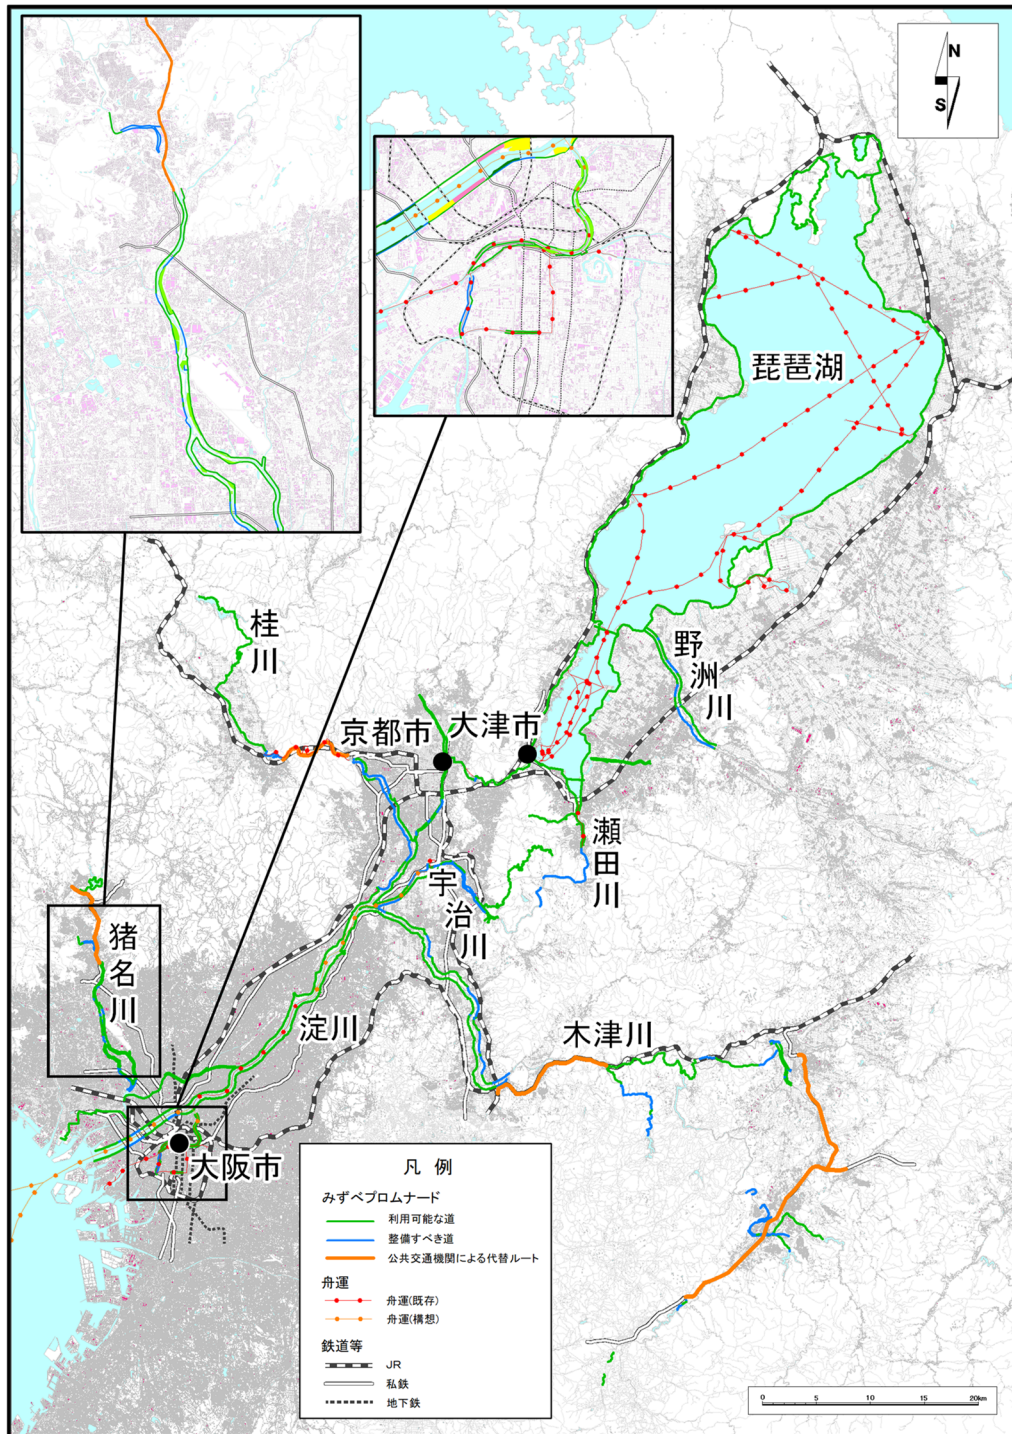 N
S
琵琶湖
桂川
野洲川
京都市
大津市
瀬田川
宇治川
猪名川
淀川
木津川
大阪市
凡 例
みずべプロムナード
利用可能な道
整備すべき道
公共交通機関による代替ルート
舟運
舟運(既存)
舟運(構想)
鉄道等
JR
私鉄
地下鉄
0 5 10 15 20km